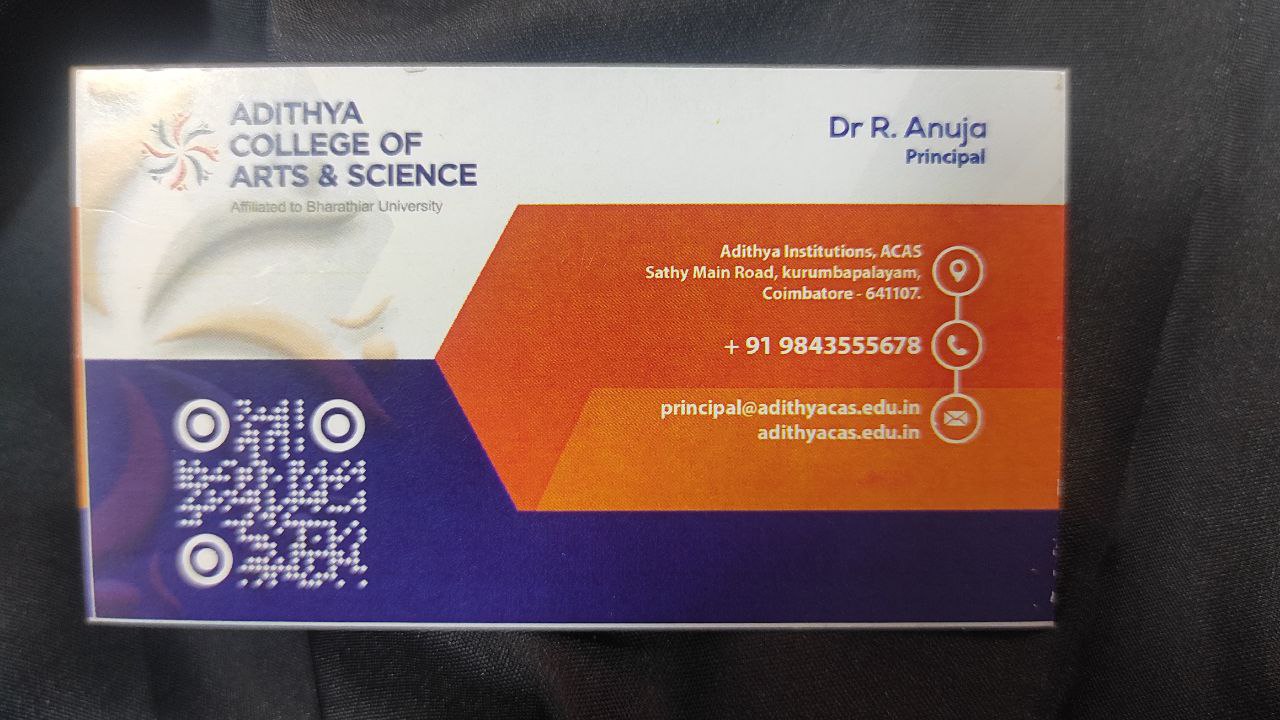 ADITHYA
COLLEGE OF
ARTS & SCIENCE
Affiliated to Bharathiar University
Dr R. Anuja
Principal
Adithya Institutions, ACAS
Sathy Main Road, kurumbapalayam,
Coimbatore - 641107.
+ 91 9843555678
principal@adithyacas.edu.in
adithyacas.edu.in